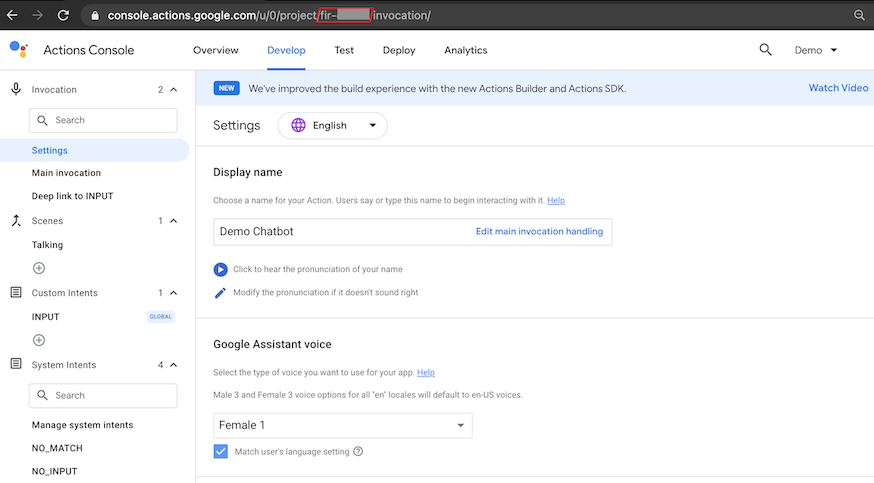 console.actions.google.com/u/0/project/fir-/invocation/
Actions Console
Overview
Develop
Test
Deploy
Analytics
Demo
Invocation
2
Search
Settings
Main invocation
Deep link to INPUT
Scenes
1
Talking
Custom Intents
1
INPUT
GLOBAL
System Intents
4
Search
Manage system intents
NO_MATCH
NO_INPUT
NEW
We've improved the build experience with the new Actions Builder and Actions SDK.
Watch Video
Settings
English
Display name
Choose a name for your Action. Users say or type this name to begin interacting with it. Help
Demo Chatbot
Edit main invocation handling
Click to hear the pronunciation of your name
Modify the pronunciation if it doesn't sound right
Google Assistant voice
Select the type of voice you want to use for your app. Help
Male 3 and Female 3 voice options for all "en" locales will default to en-US voices.
Female 1
Match user's language setting